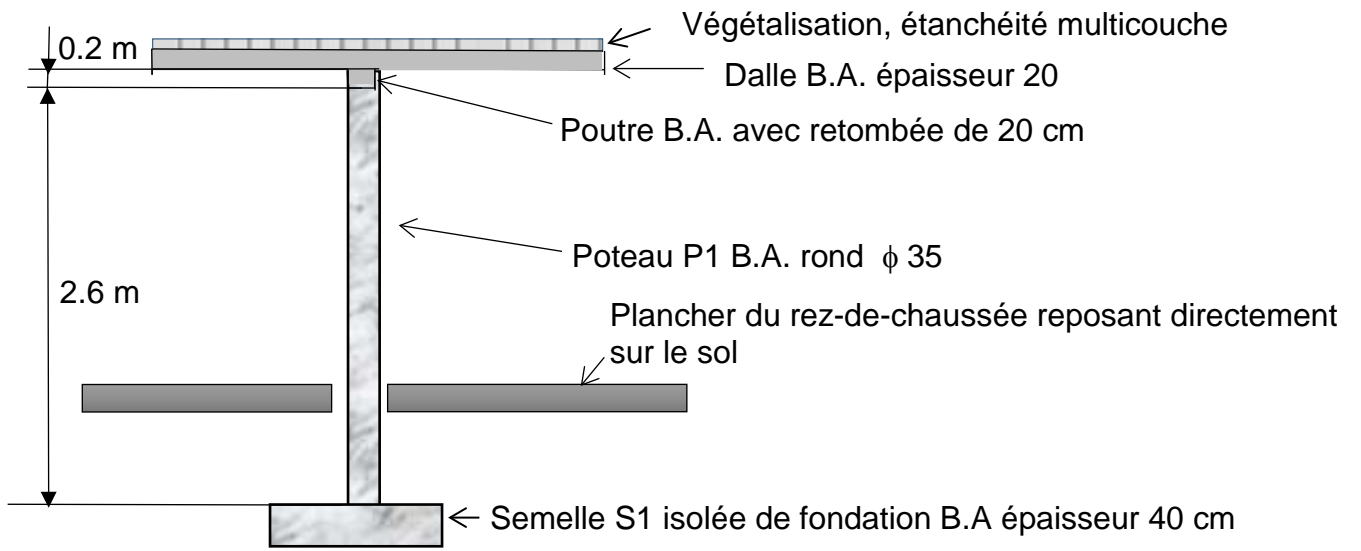 Végétalisation, étanchéité multicouche
0.2 m
Dalle B.A. épaisseur 20
Poutre B.A. avec retombée de 20 cm
Poteau P1 B.A. rond ϕ 35
2.6 m
Plancher du rez-de-chaussée reposant directement
sur le sol
Semelle S1 isolée de fondation B.A épaisseur 40 cm